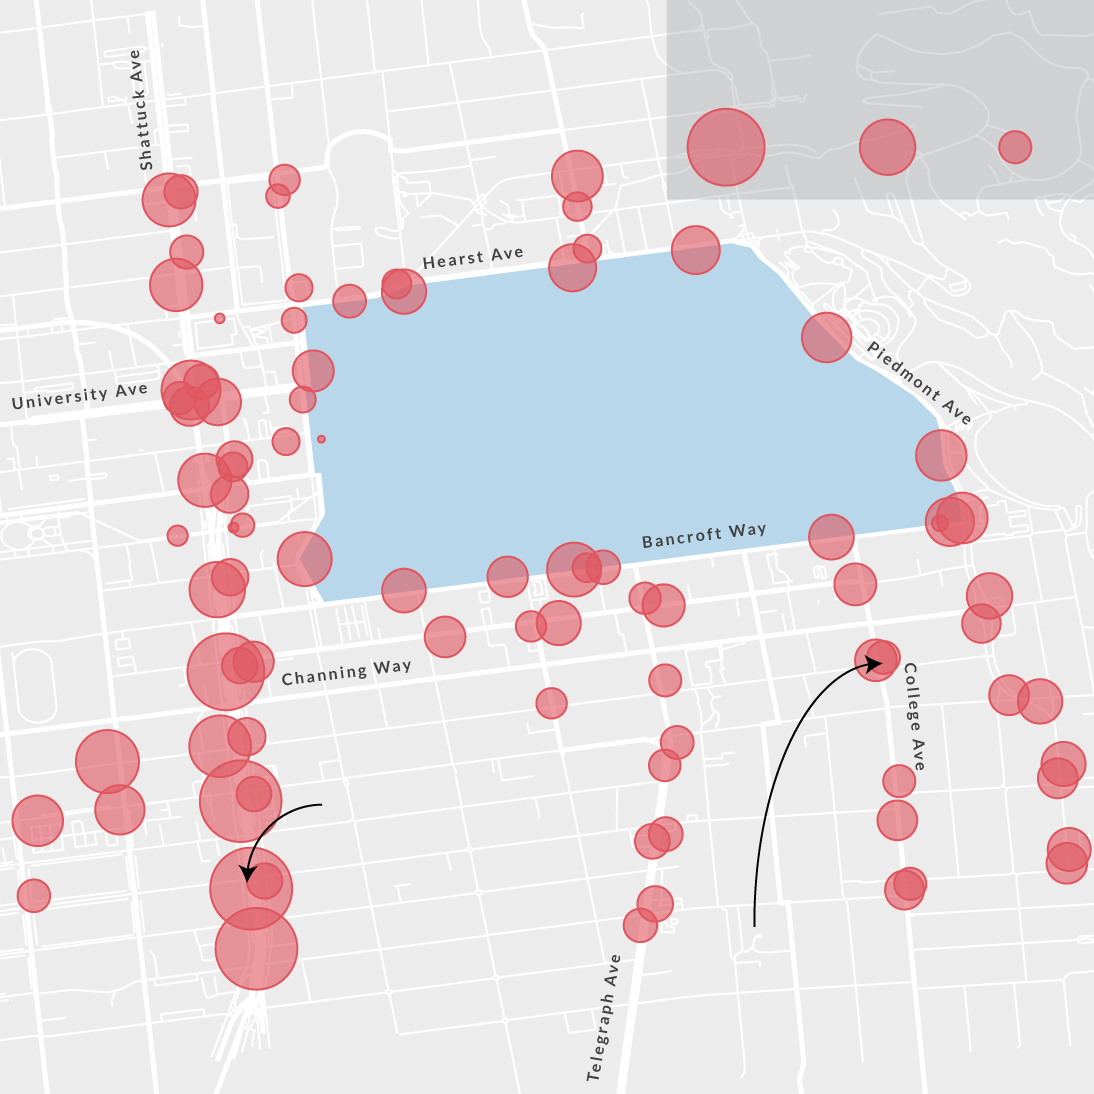 Shattuck Ave
Hearst Ave
Piedmont Ave
University Ave
Bancroft Way
Channing Way
College Ave
Telegraph Ave